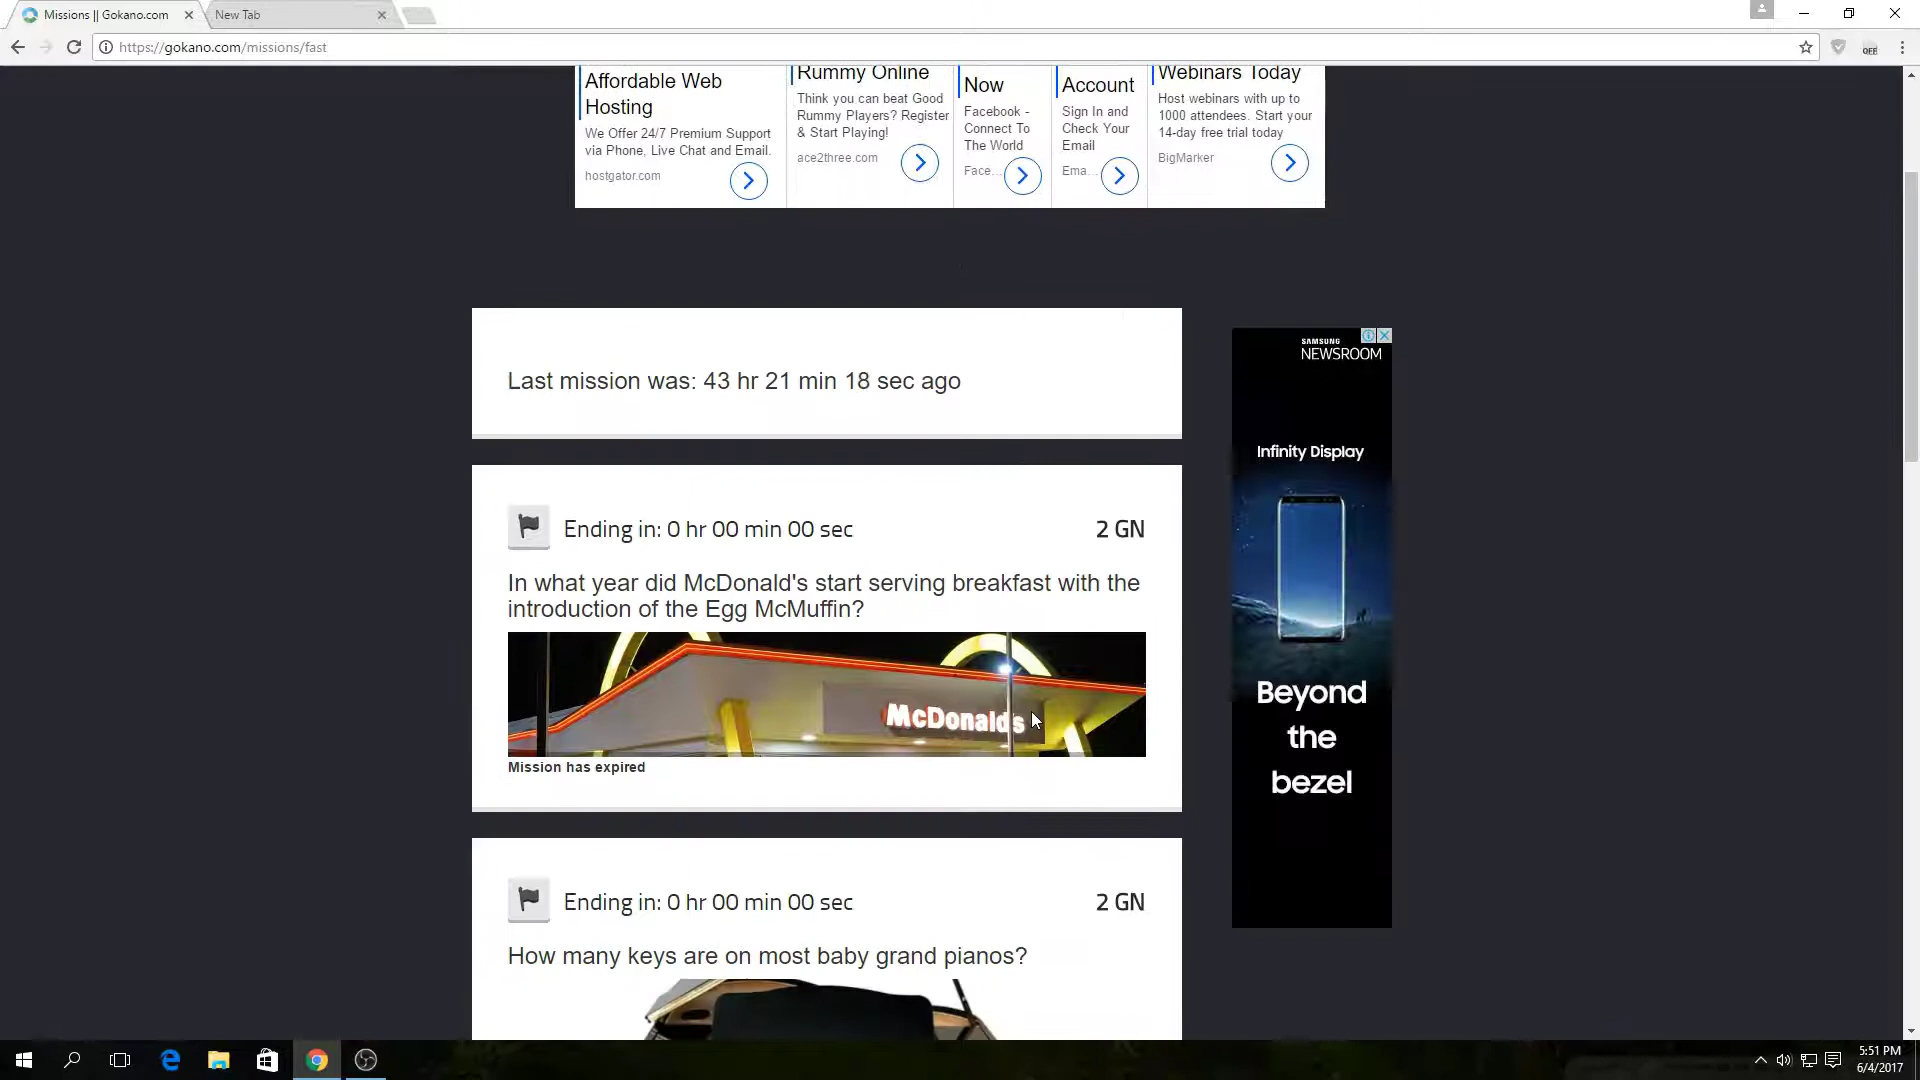 Missions || Gokano.com
New Tab
https://gokano.com/missions/fast
OFF
Affordable Web
Hosting
We Offer 24/7 Premium Support
via Phone, Live Chat and Email.
hostgator.com
Rummy Online
Think you can beat Good
Rummy Players? Register
& Start Playing!
ace2three.com
Now
Facebook -
Connect To
The World
Face...
Account
Sign In and
Check Your
Email
Ema...
Webinars Today
Host webinars with up to
1000 attendees. Start your
14-day free trial today
BigMarker
Last mission was: 43 hr 21 min 18 sec ago
Ending in: 0 hr 00 min 00 sec
2 GN
In what year did McDonald's start serving breakfast with the
introduction of the Egg McMuffin?
McDonald's
Mission has expired
Ending in: 0 hr 00 min 00 sec
2 GN
How many keys are on most baby grand pianos?
SAMSUNG
NEWSROOM
Infinity Display
Beyond
the
bezel
5:51 PM
6/4/2017